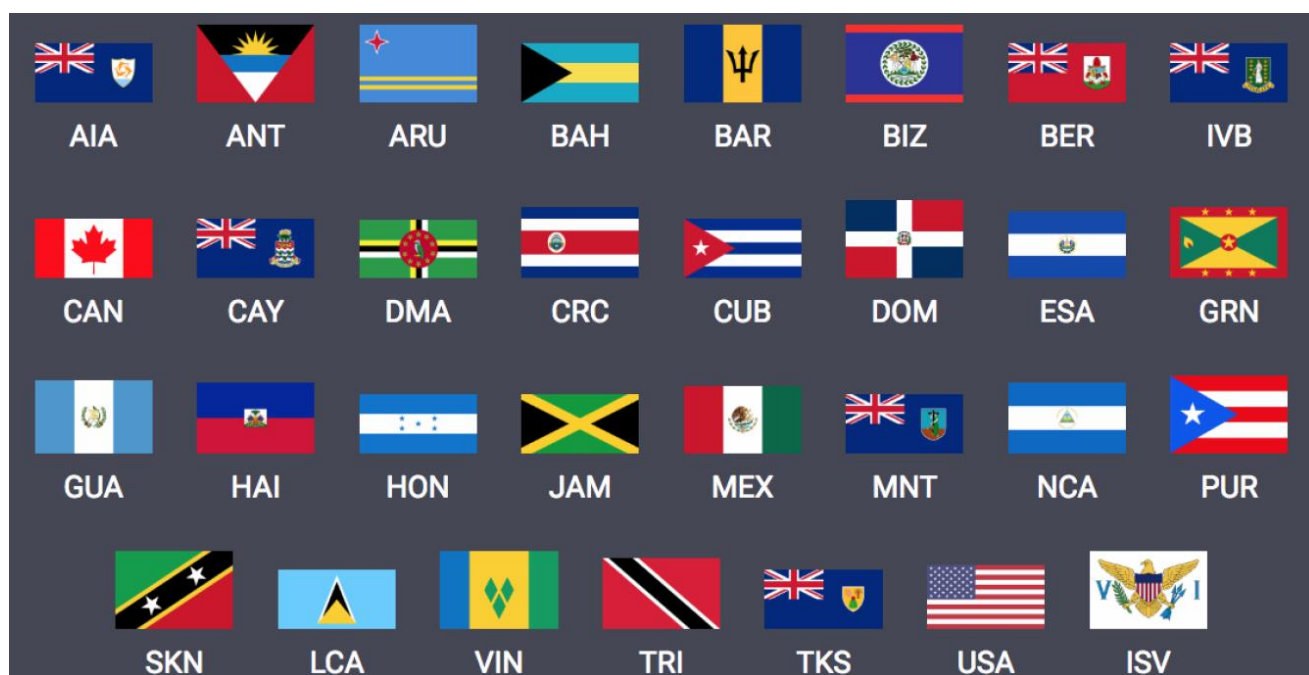 AIA ANT ARU BAH BAR BIZ BER IVB
CAN CAY DMA CRC CUB DOM ESA GRN
GUA HAI HON JAM MEX MNT NCA PUR
V I
SKN LCA VIN TRI TKS USA ISV